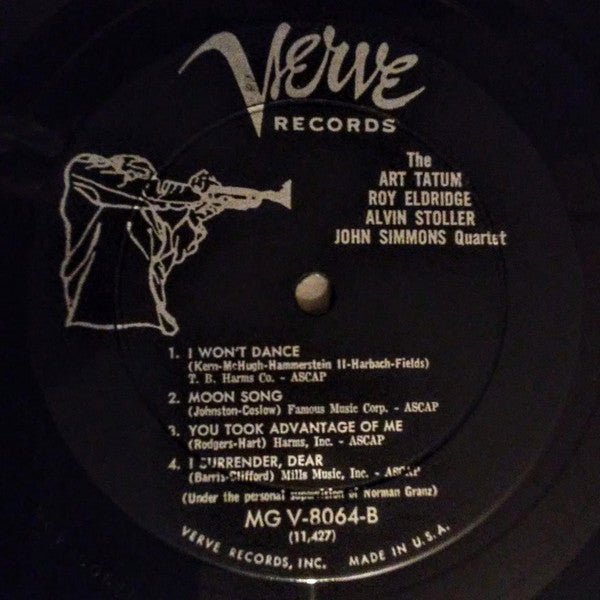 Verve
RECORDS
The
ART TATUM
ROY ELDRIDGE
ALVIN STOLLER
JOHN SIMMONS Quartet
1. I WON'T DANCE
(Kern-McHugh-Hammerstein II-Harbach-Fields)
T. B. Harms Co. - ASCAP
2. MOON SONG
(Johnston-Coslow) Famous Music Corp. - ASCAP
3. YOU TOOK ADVANTAGE OF ME
(Rodgers-Hart) Harms, Inc. - ASCAP
4. I SURRENDER, DEAR
(Barris-Clifford) Mills Music, Inc. - ASCAP
(Under the personal supervision of Norman Granz)
MG V-8064-B
(11,427)
VERVE RECORDS, INC. MADE IN U.S.A.